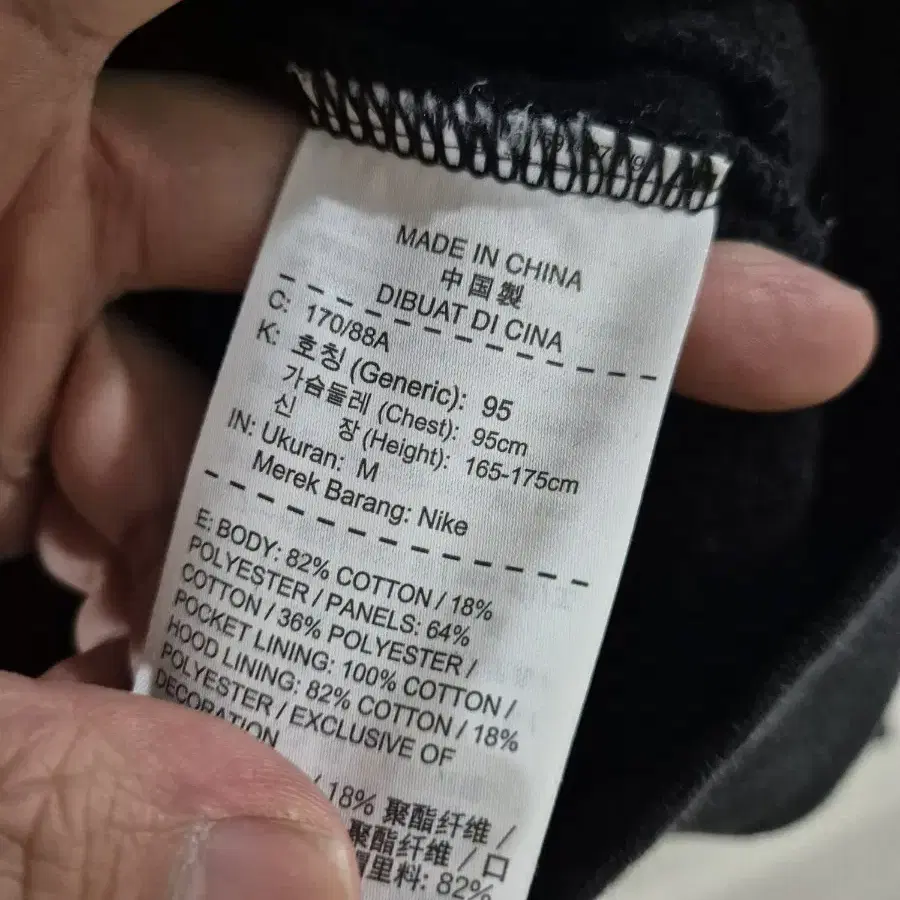 MADE IN CHINA
中国製
DIBUAT DI CINA
C: 170/88A
K: 호칭 (Generic): 95
가슴둘레 (Chest): 95cm
신 장 (Height): 165-175cm
IN: Ukuran: M
Merek Barang: Nike
E: BODY: 82% COTTON / 18%
POLYESTER / PANELS: 64%
COTTON / 36% POLYESTER /
POCKET LINING: 100% COTTON /
HOOD LINING: 82% COTTON / 18%
POLYESTER / EXCLUSIVE OF
DECORATION
/ 18% 聚酯纤维 /
聚酯纤维 / 口
里料: 82%